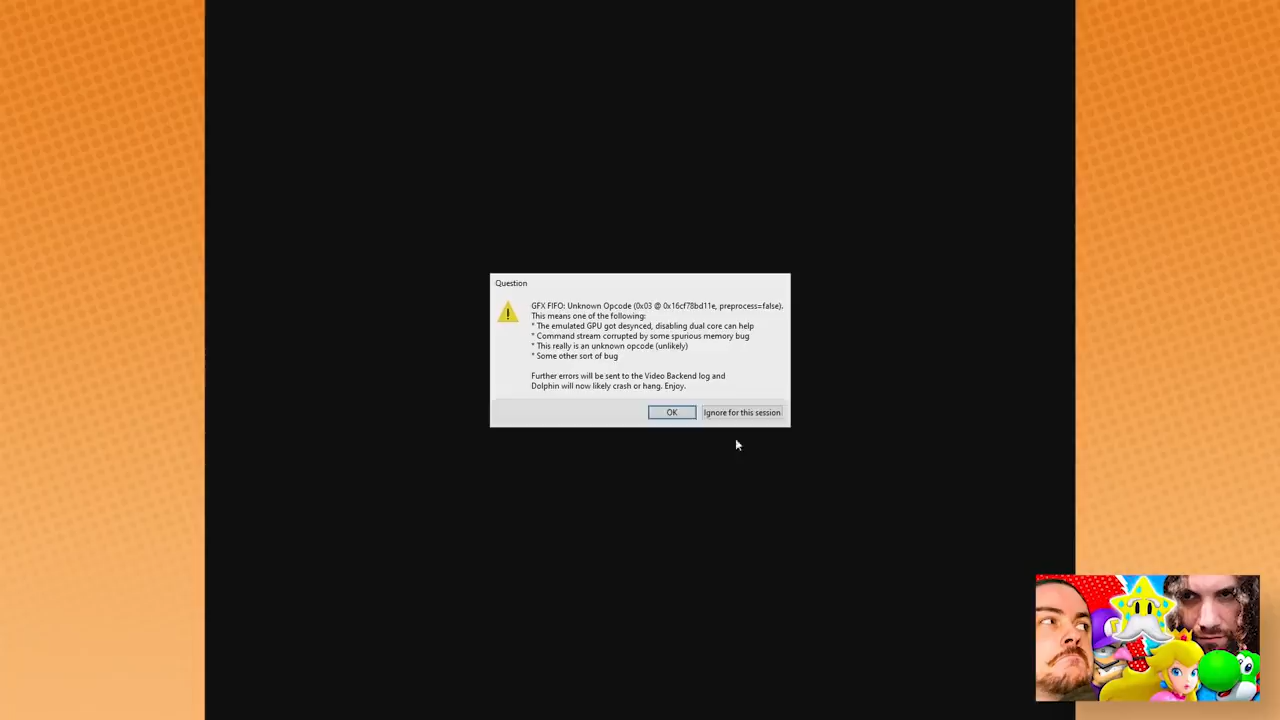 Question
GFX FIFO: Unknown Opcode (0x03 @ 0x16cf78bd11e, preprocess=false).
This means one of the following:
* The emulated GPU got desynced, disabling dual core can help
* Command stream corrupted by some spurious memory bug
* This really is an unknown opcode (unlikely)
* Some other sort of bug
Further errors will be sent to the Video Backend log and
Dolphin will now likely crash or hang. Enjoy.
OK
Ignore for this session